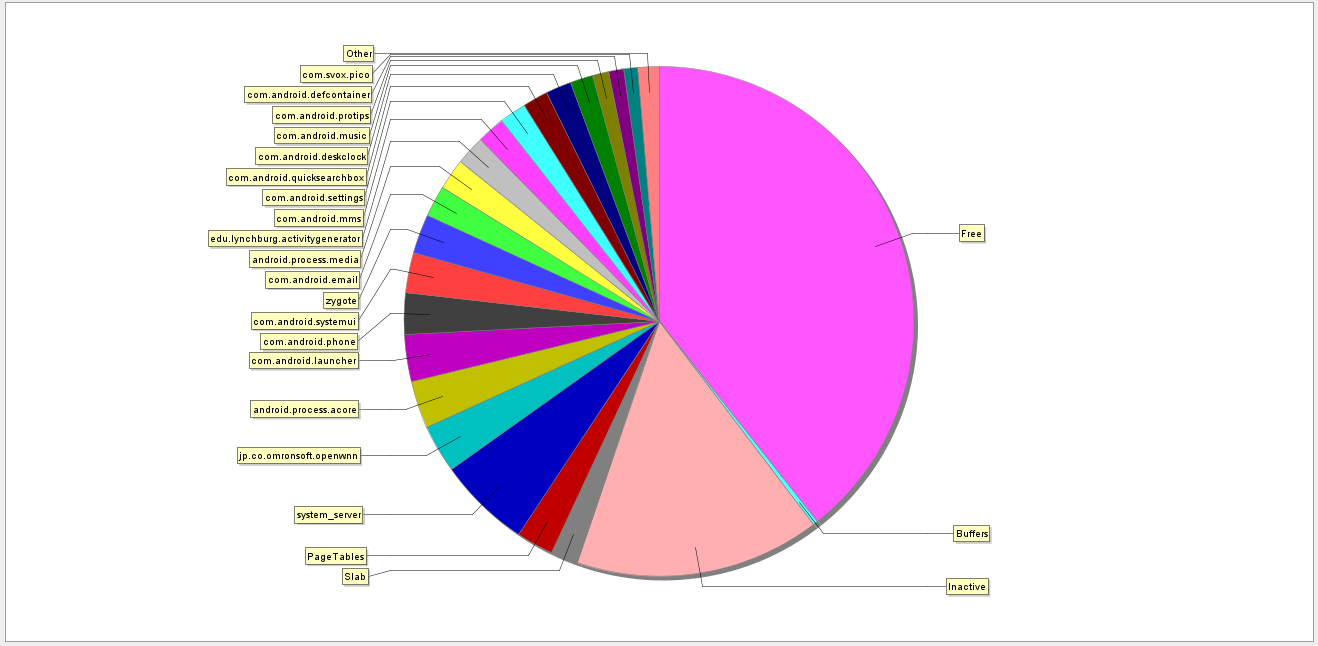 Other
com.svox.pico
com.android.defcontainer
com.android.protips
com.android.music
com.android.deskclock
com.android.quicksearchbox
com.android.settings
com.android.mms
edu.lynchburg.activitygenerator
android.process.media
com.android.email
zygote
com.android.systemui
com.android.phone
com.android.launcher
android.process.acore
jp.co.omronsoft.openwnn
system_server
PageTables
Slab
Free
Buffers
Inactive